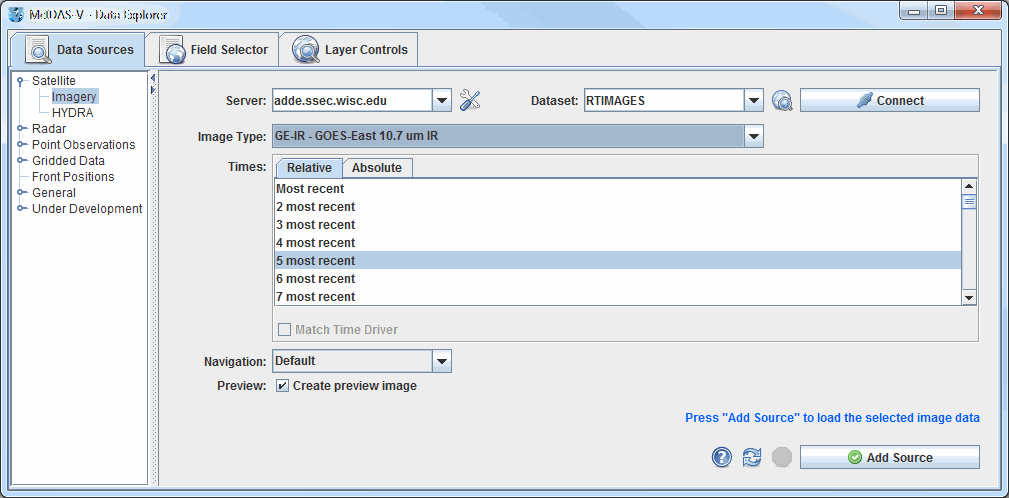 McIDAS-V - Data Explorer
Data Sources
Field Selector
Layer Controls
Satellite
Imagery
HYDRA
Radar
Point Observations
Gridded Data
Front Positions
General
Under Development
Server: adde.ssec.wisc.edu
Dataset: RTIMAGES
Connect
Image Type: GE-IR - GOES-East 10.7 um IR
Times: Relative Absolute
Most recent
2 most recent
3 most recent
4 most recent
5 most recent
6 most recent
7 most recent
Match Time Driver
Navigation: Default
Preview: Create preview image
Press "Add Source" to load the selected image data
Add Source